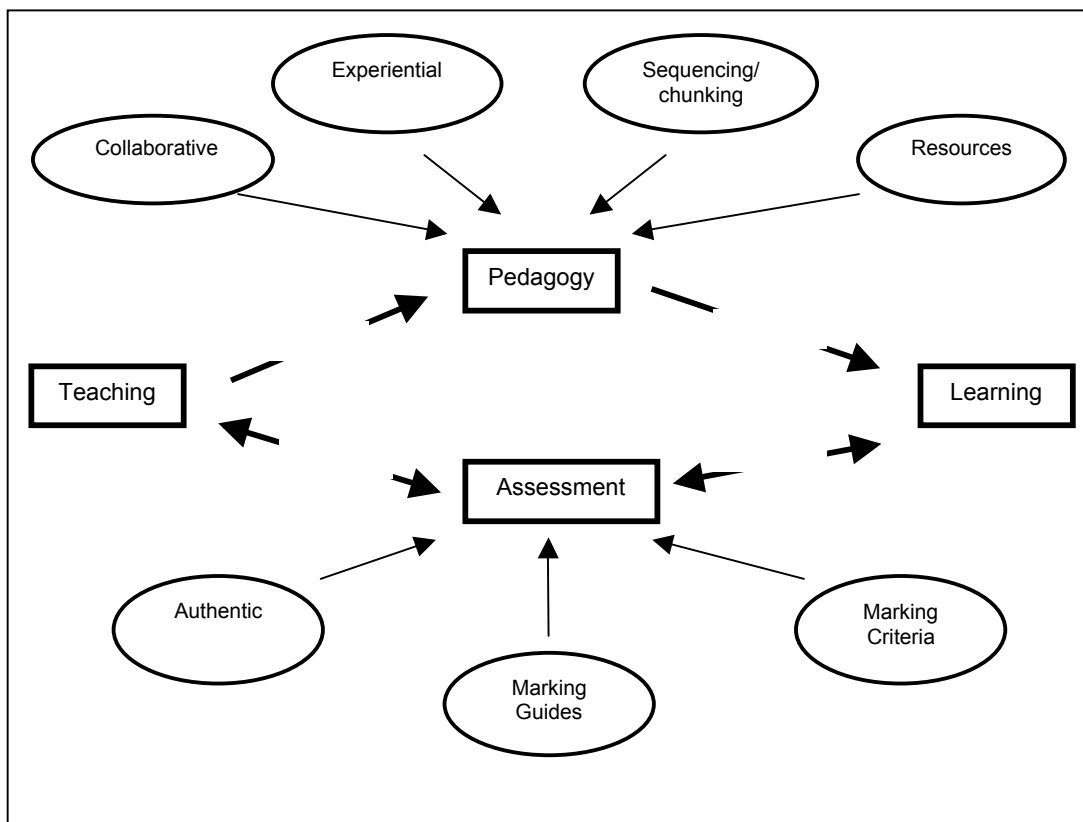 Experiential
Sequencing/
chunking
Collaborative
Resources
Pedagogy
Teaching
Learning
Assessment
Authentic
Marking
Criteria
Marking
Guides